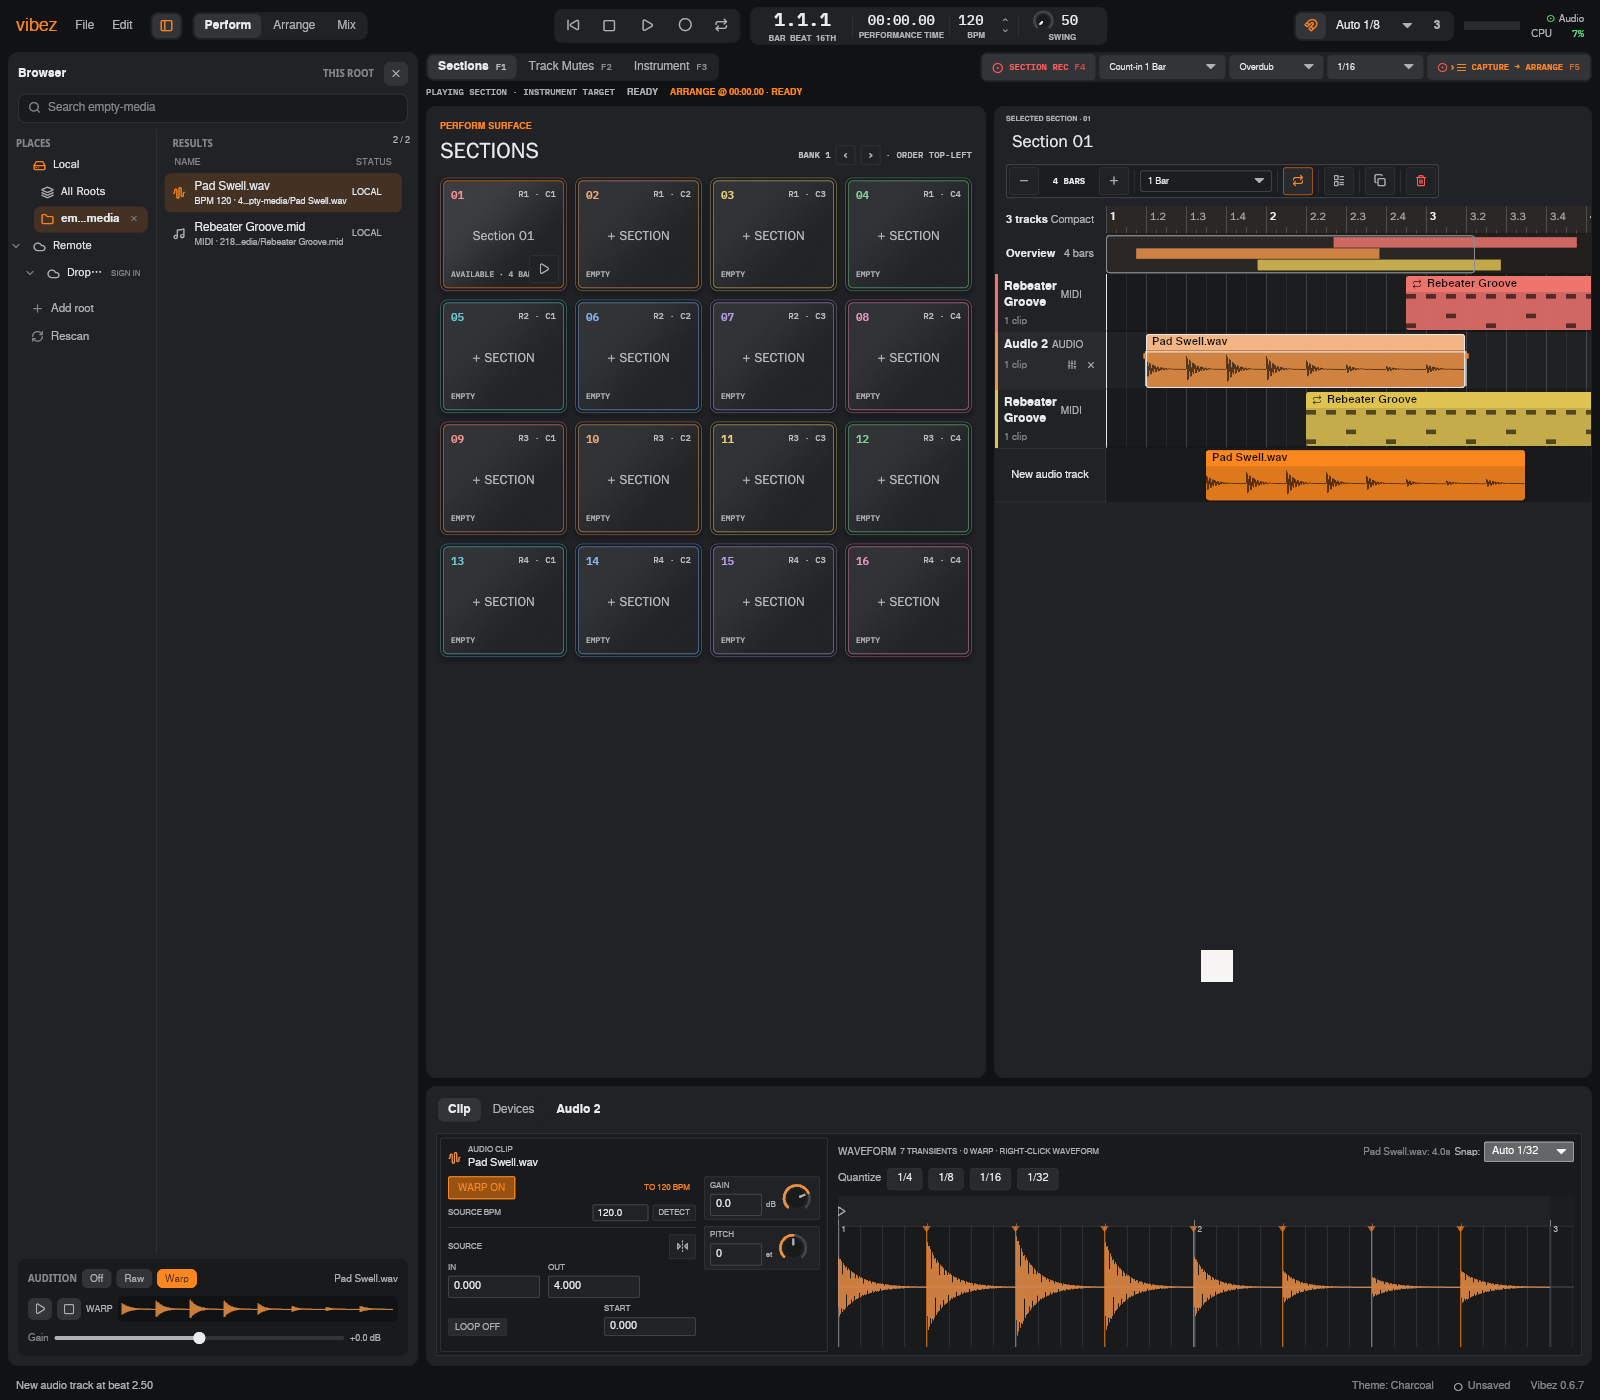 vibez File Edit Perform Arrange Mix
1.1.1 BAR BEAT 16TH
00:00.00 PERFORMANCE TIME
120 BPM
50 SWING
Auto 1/8 3
Audio
CPU 7%
Browser THIS ROOT
Search empty-media
PLACES
Local
All Roots
em...media ×
Remote
Drop··· SIGN IN
Add root
Rescan
RESULTS 2/2
NAME STATUS
Pad Swell.wav LOCAL
BPM 120 · 4...pty-media/Pad Swell.wav
Rebeater Groove.mid LOCAL
MIDI · 218...edia/Rebeater Groove.mid
AUDITION Off Raw Warp Pad Swell.wav
WARP
Gain +0.0 dB
Sections F1 Track Mutes F2 Instrument F3
SECTION REC F4 Count-in 1 Bar Overdub 1/16 CAPTURE → ARRANGE F5
PLAYING SECTION · INSTRUMENT TARGET READY ARRANGE @ 00:00.00 · READY
PERFORM SURFACE
SECTIONS BANK 1 ‹ › · ORDER TOP-LEFT
01 R1 · C1 02 R1 · C2 03 R1 · C3 04 R1 · C4
Section 01 + SECTION + SECTION + SECTION
AVAILABLE · 4 BA EMPTY EMPTY EMPTY
05 R2 · C1 06 R2 · C2 07 R2 · C3 08 R2 · C4
+ SECTION + SECTION + SECTION + SECTION
EMPTY EMPTY EMPTY EMPTY
09 R3 · C1 10 R3 · C2 11 R3 · C3 12 R3 · C4
+ SECTION + SECTION + SECTION + SECTION
EMPTY EMPTY EMPTY EMPTY
13 R4 · C1 14 R4 · C2 15 R4 · C3 16 R4 · C4
+ SECTION + SECTION + SECTION + SECTION
EMPTY EMPTY EMPTY EMPTY
SELECTED SECTION · 01
Section 01
− 4 BARS + 1 Bar
3 tracks Compact 1 1.2 1.3 1.4 2 2.2 2.3 2.4 3 3.2 3.3 3.4
Overview 4 bars
Rebeater Groove MIDI
1 clip
Rebeater Groove
Audio 2 AUDIO
1 clip ×
Pad Swell.wav
Rebeater Groove MIDI
1 clip
Rebeater Groove
New audio track
Pad Swell.wav
Clip Devices Audio 2
AUDIO CLIP
Pad Swell.wav
WARP ON TO 120 BPM
SOURCE BPM 120.0 DETECT
SOURCE
IN OUT
0.000 4.000
START
LOOP OFF 0.000
GAIN
0.0 dB
PITCH
0 st
WAVEFORM 7 TRANSIENTS · 0 WARP · RIGHT-CLICK WAVEFORM Pad Swell.wav: 4.0s Snap: Auto 1/32
Quantize 1/4 1/8 1/16 1/32
1 2 3
New audio track at beat 2.50
Theme: Charcoal Unsaved Vibez 0.6.7